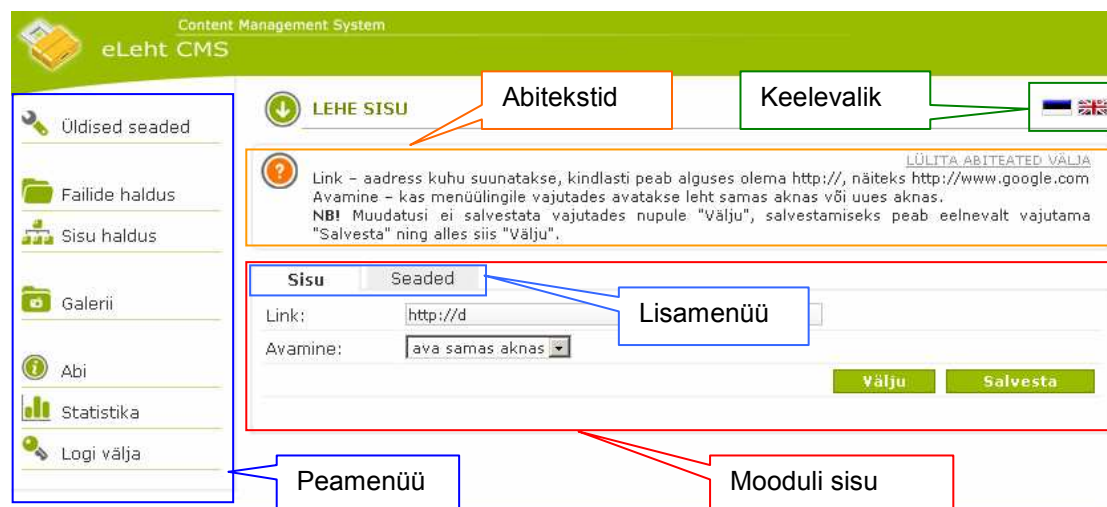 Content Management System
eLeht CMS
Üldised seaded
Failide haldus
Sisu haldus
Galerii
Abi
Statistika
Logi välja
Peamenüü
LEHE SISU
Abitekstid
Keelevalik
LÜLITA ABITEATED VÄLJA
Link – aadress kuhu suunatakse, kindlasti peab alguses olema http://, näiteks http://www.google.com
Avamine – kas menüülingile vajutades avatakse leht samas aknas või uues aknas.
NB! Muudatusi ei salvestata vajutades nupule "Välju", salvestamiseks peab eelnevalt vajutama
"Salvesta" ning alles siis "Välju".
Sisu Seaded
Lisamenüü
Link: http://d
Avamine: ava samas aknas
Välju Salvesta
Mooduli sisu